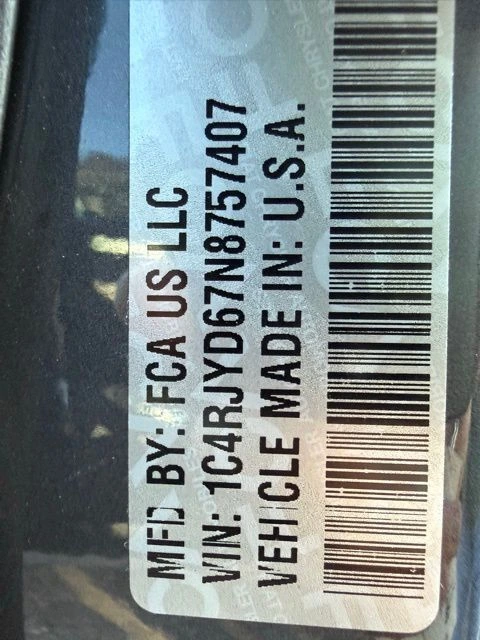 MFD BY: FCA US LLC
VIN: 1C4RJYD67N8757407
VEHICLE MADE IN: U.S.A.